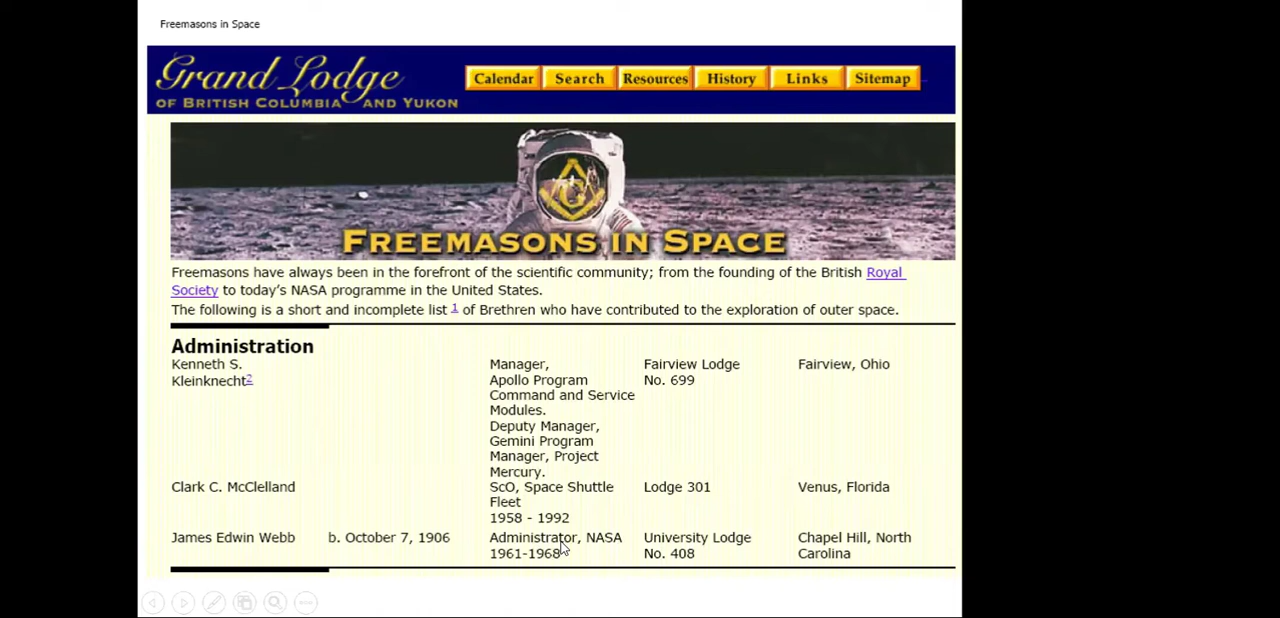 Freemasons in Space
Grand Lodge
OF BRITISH COLUMBIA AND YUKON
Calendar Search Resources History Links Sitemap
G
FREEMASONS IN SPACE
Freemasons have always been in the forefront of the scientific community; from the founding of the British Royal
Society to today's NASA programme in the United States.
The following is a short and incomplete list 1 of Brethren who have contributed to the exploration of outer space.
Administration
Kenneth S. Manager, Fairview Lodge Fairview, Ohio
Kleinknecht2 Apollo Program No. 699
Command and Service
Modules.
Deputy Manager,
Gemini Program
Manager, Project
Mercury.
Clark C. McClelland ScO, Space Shuttle Lodge 301 Venus, Florida
Fleet
1958 - 1992
James Edwin Webb b. October 7, 1906 Administrator, NASA University Lodge Chapel Hill, North
1961-1968 No. 408 Carolina